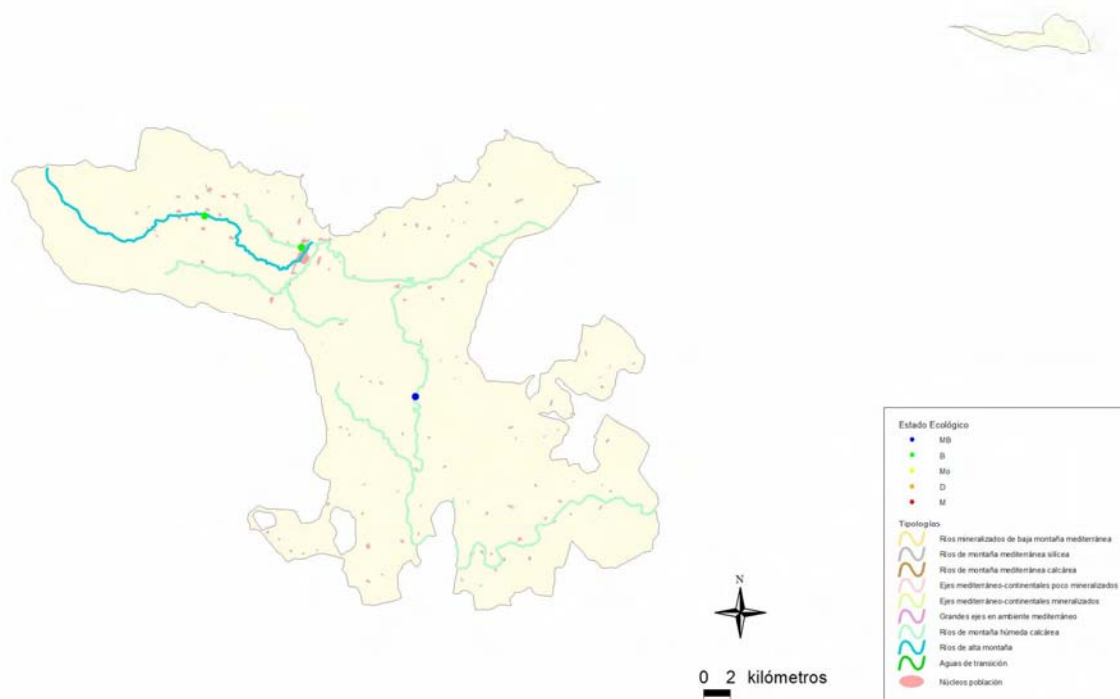 Estado Ecológico
MB
B
Mo
D
M
Tipologías
Ríos mineralizados de baja montaña mediterránea
Ríos de montaña mediterránea silícea
Ríos de montaña mediterránea calcárea
Ejes mediterráneo-continentales poco mineralizados
Ejes mediterráneo-continentales mineralizados
Grandes ejes en ambiente mediterráneo
Ríos de montaña húmeda calcárea
Ríos de alta montaña
Aguas de transición
Núcleos población
N
0 2 kilómetros